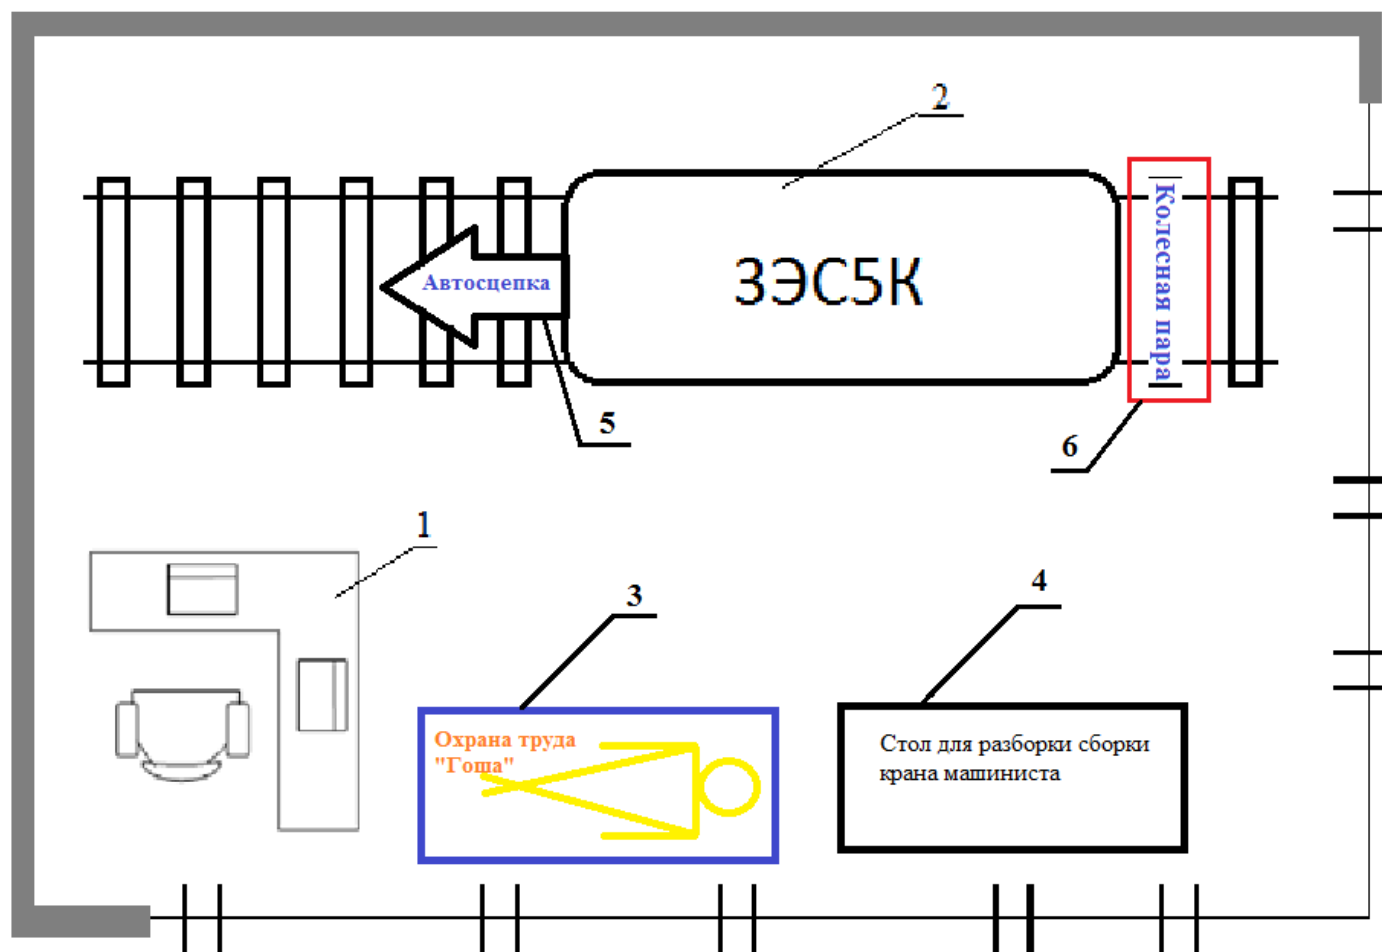 2
Колесная пара
Автосцепка
3ЭС5К
5
6
1
3
4
Охрана труда
"Гоша"
Стол для разборки сборки
крана машиниста